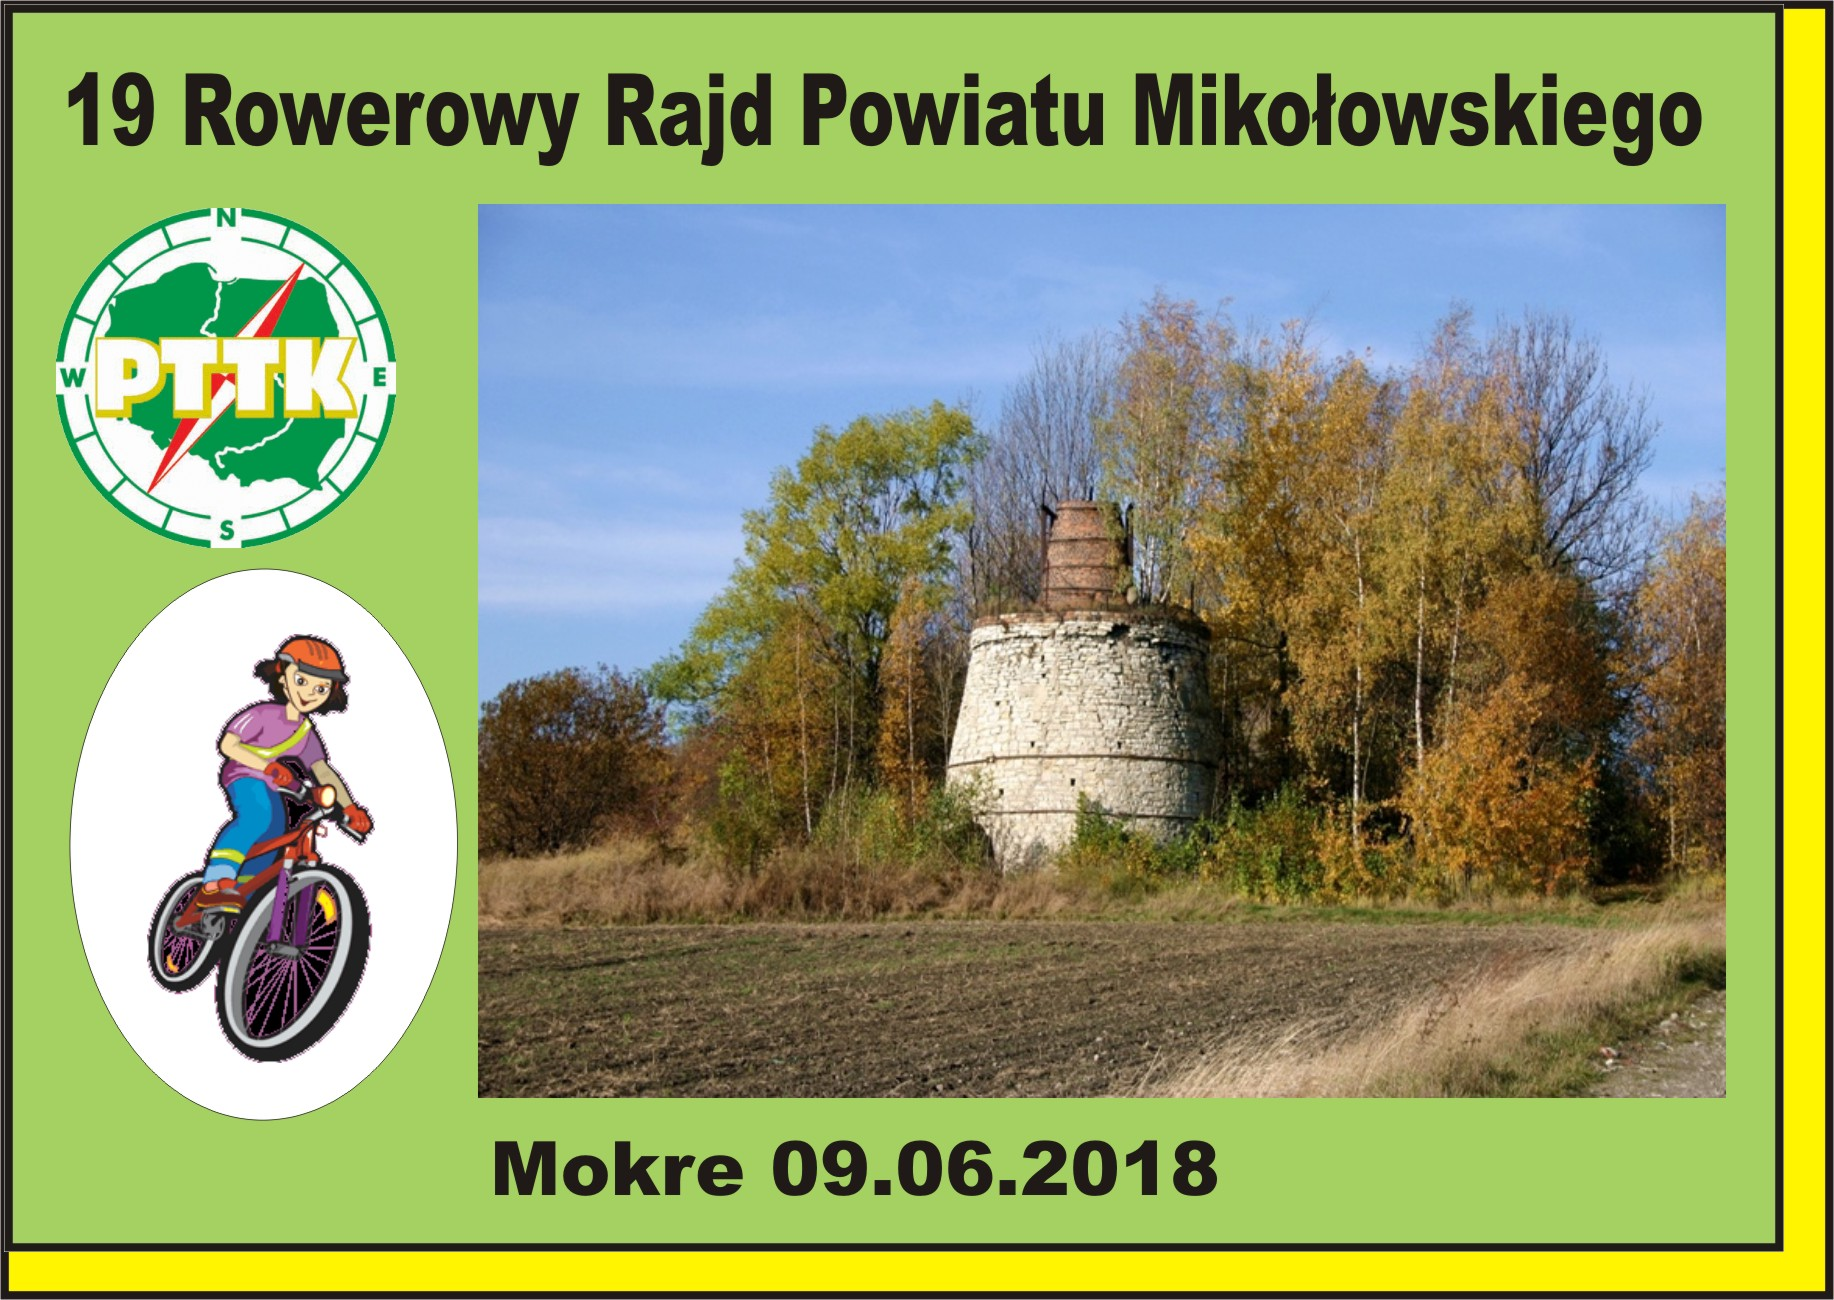 19 Rowerowy Rajd Powiatu Mikołowskiego
N
W PTTK E
S
Mokre 09.06.2018